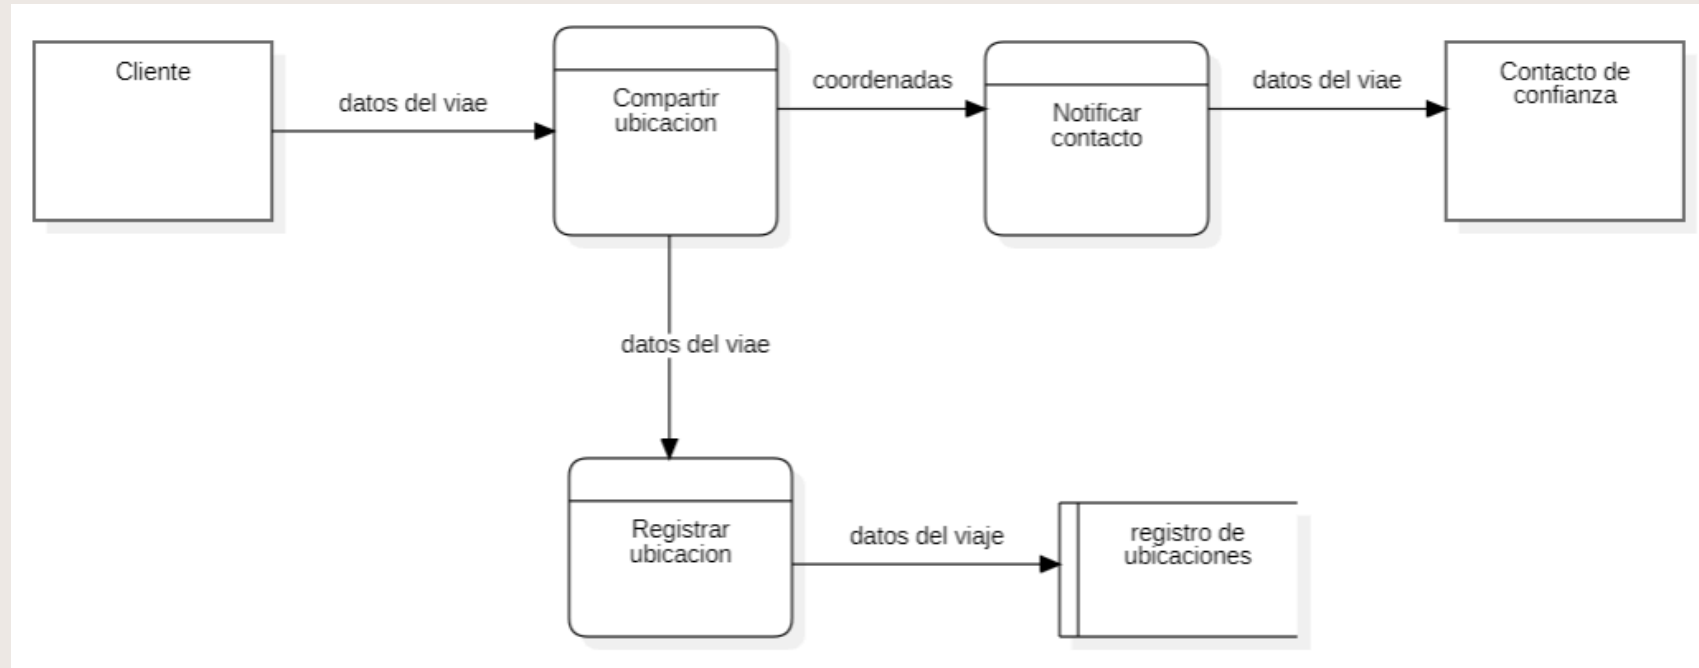 Cliente
datos del viae
Compartir
ubicacion
coordenadas
Notificar
contacto
datos del viae
Contacto de
confianza
datos del viae
Registrar
ubicacion
datos del viaje
registro de
ubicaciones